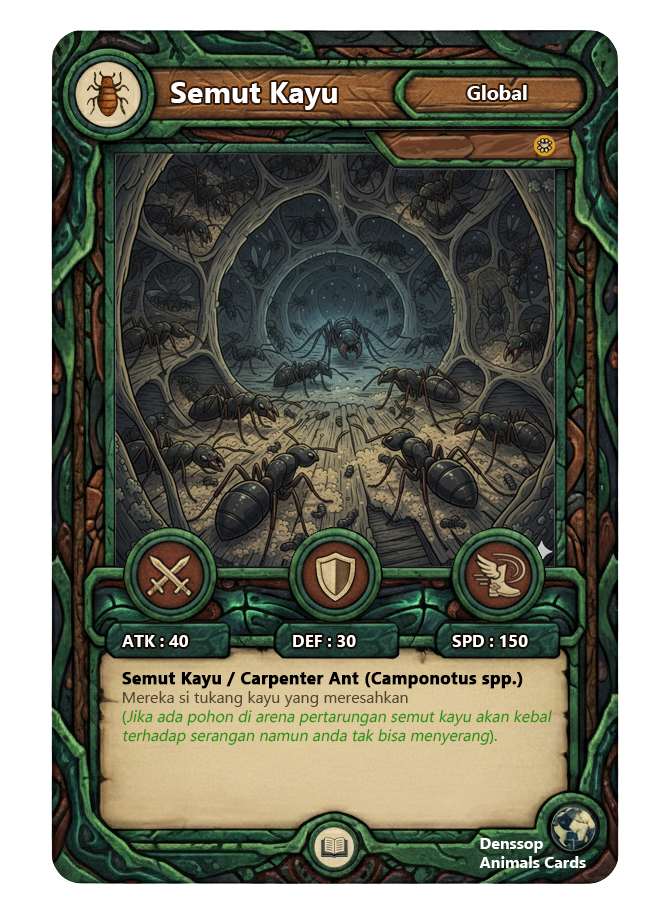 Semut Kayu
Global
ATK : 40
DEF : 30
SPD : 150
Semut Kayu / Carpenter Ant (Camponotus spp.)
Mereka si tukang kayu yang meresahkan
(Jika ada pohon di arena pertarungan semut kayu akan kebal
terhadap serangan namun anda tak bisa menyerang).
Denssop
Animals Cards